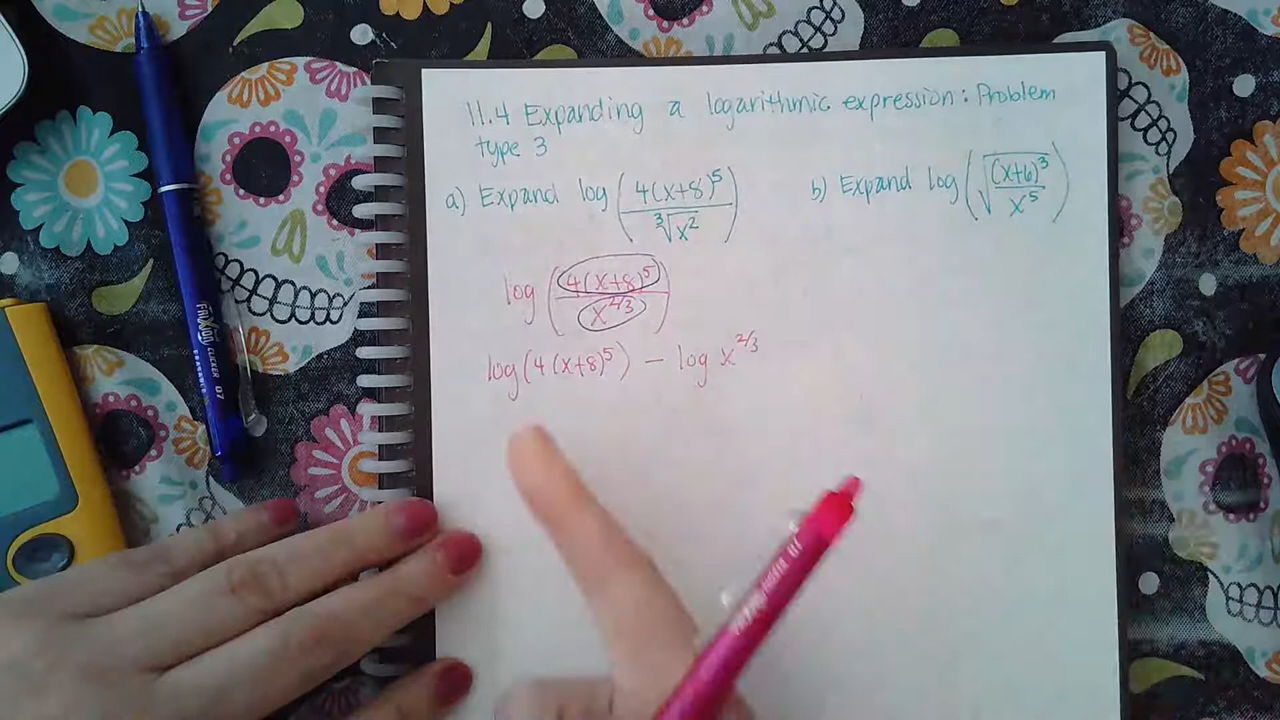 11.4 Expanding a logarithmic expression: Problem
type 3
a) Expand log(4(x+8)^5/∛x^2)
b) Expand log(√((x+6)^3/x^5))
log(4(x+8)^5/x^2/3)
log(4(x+8)^5) - log x^2/3